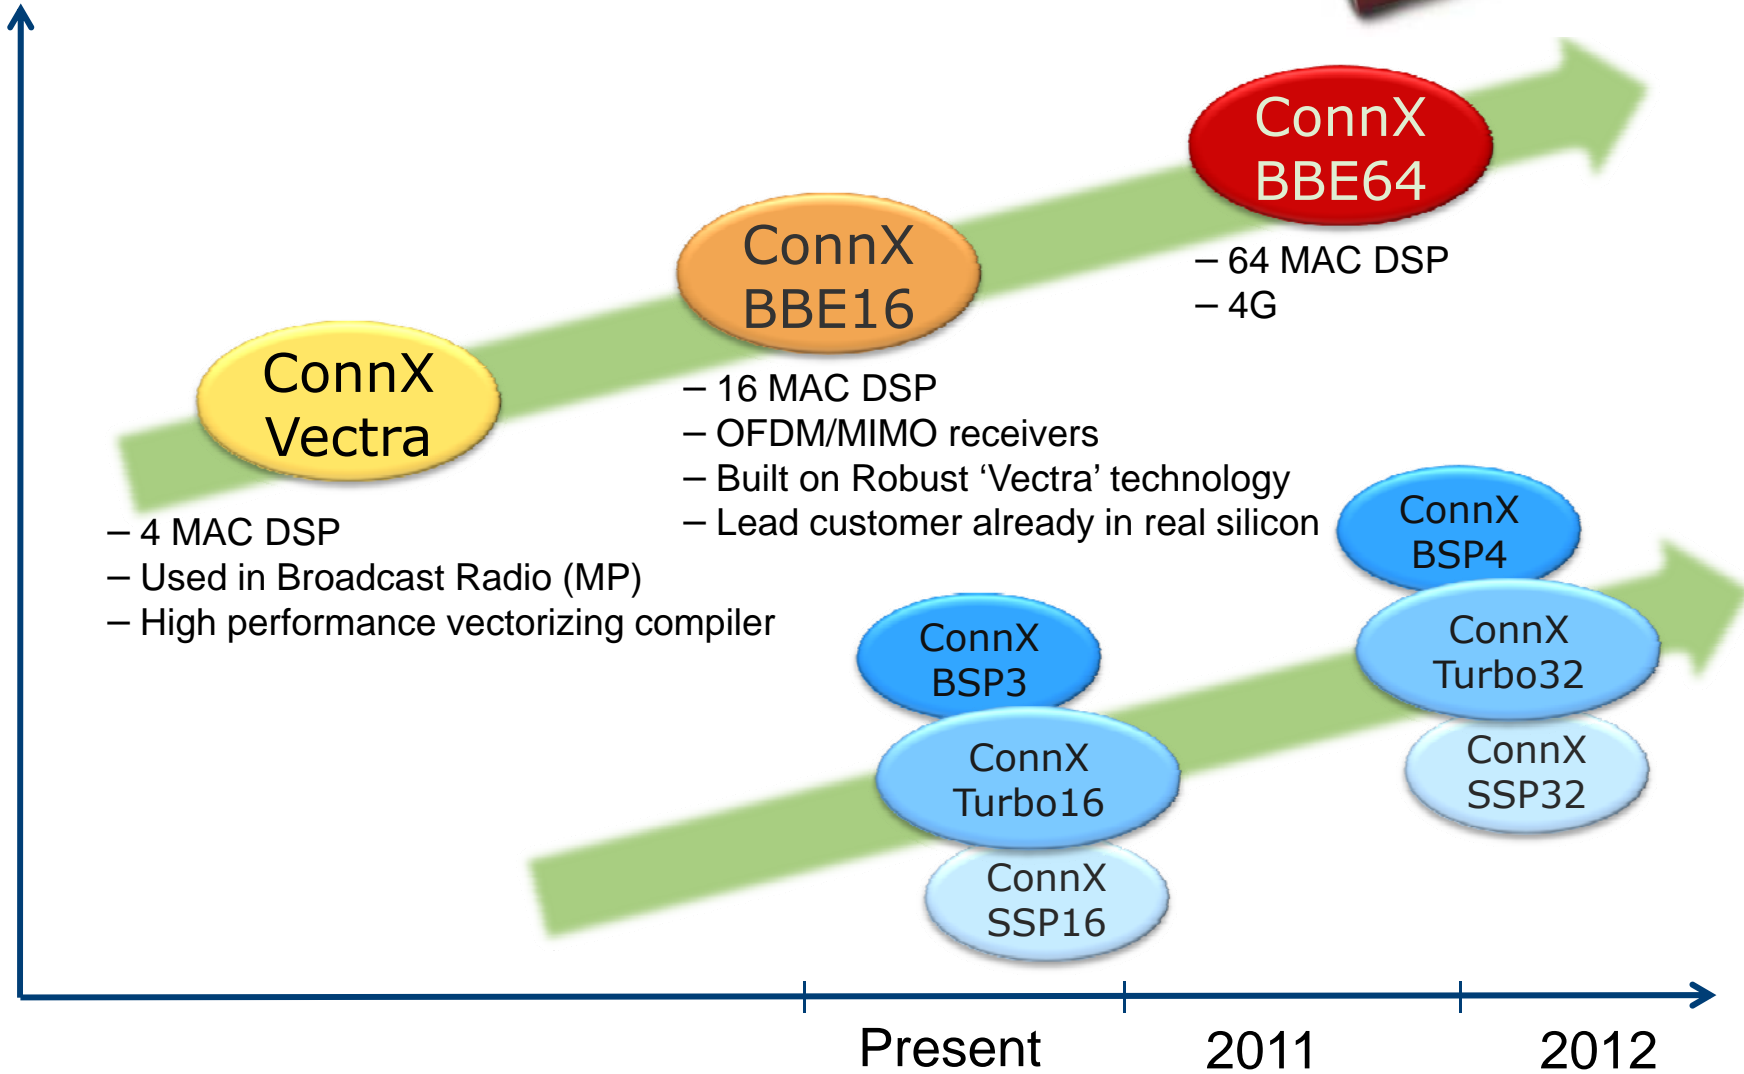 ConnX
BBE64
– 64 MAC DSP
– 4G
ConnX
BBE16
– 16 MAC DSP
– OFDM/MIMO receivers
– Built on Robust ‘Vectra’ technology
– Lead customer already in real silicon
ConnX
Vectra
– 4 MAC DSP
– Used in Broadcast Radio (MP)
– High performance vectorizing compiler
ConnX
BSP4
ConnX
Turbo32
ConnX
SSP32
ConnX
BSP3
ConnX
Turbo16
ConnX
SSP16
Present
2011
2012